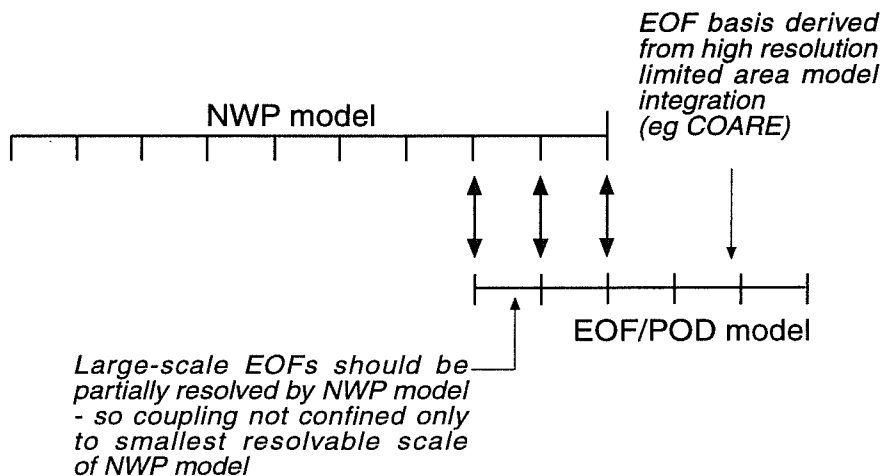 EOF basis derived
from high resolution
limited area model
integration
(eg COARE)
NWP model
EOF/POD model
Large-scale EOFs should be
partially resolved by NWP model
- so coupling not confined only
to smallest resolvable scale
of NWP model